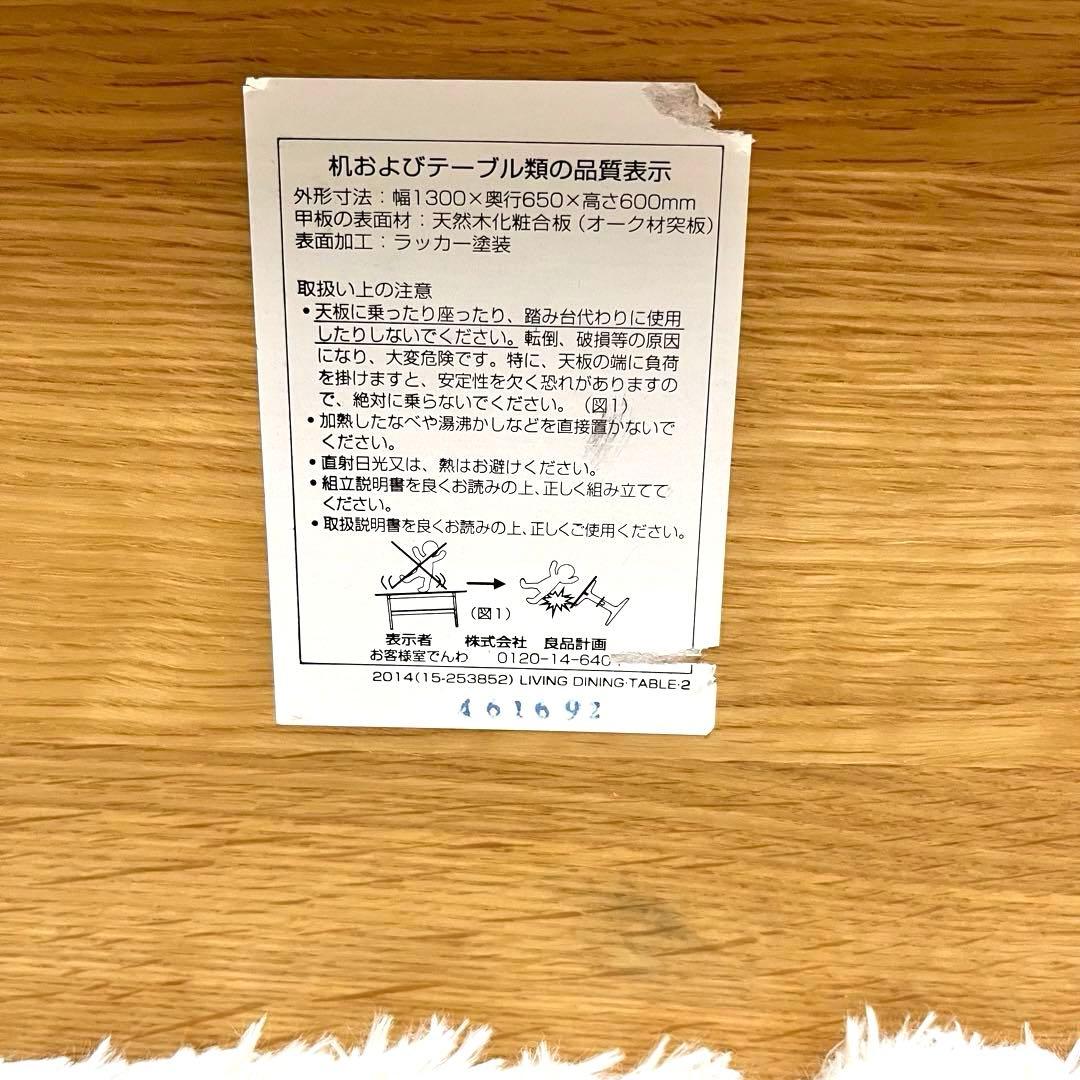 机およびテーブル類の品質表示
外形寸法：幅1300×奥行650×高さ600mm
甲板の表面材：天然木化粧合板（オーク材突板）
表面加工：ラッカー塗装
取扱い上の注意
●天板に乗ったり座ったり、踏み台代わりに使用
したりしないでください。転倒、破損等の原因
になり、大変危険です。特に、天板の端に負荷
を掛けますと、安定性を欠く恐れがありますの
で、絶対に乗らないでください。（図1）
●加熱したなべや湯沸かしなどを直接置かないで
ください。
●直射日光又は、熱はお避けください。
●組立説明書を良くお読みの上、正しく組み立てて
ください。
●取扱説明書を良くお読みの上、正しくご使用ください。
（図1）
表示者 株式会社 良品計画
お客様室でんわ 0120-14-640
2014(15-253852) LIVING DINING·TABLE·2